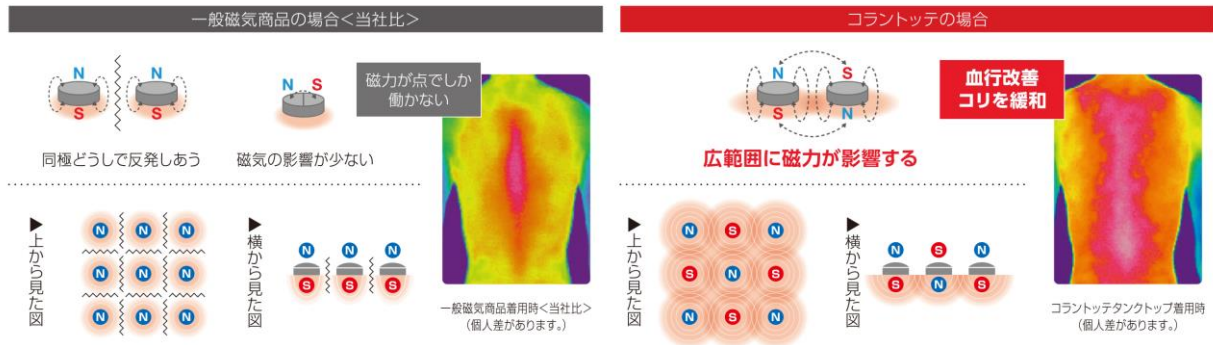 一般磁気商品の場合<当社比>
N
N
S
S
N S
磁力が点でしか
働かない
同極どうしで反発しあう
磁気の影響が少ない
▶上から見た図
N N N
N N N
N N N
▶横から見た図
N N N
S S S
一般磁気商品着用時<当社比>
(個人差があります。)
コラントッテの場合
N S
S N
血行改善
コリを緩和
広範囲に磁力が影響する
▶上から見た図
N S N
S N S
N S N
▶横から見た図
N S N
S N S
コラントッテタンクトップ着用時
(個人差があります。)